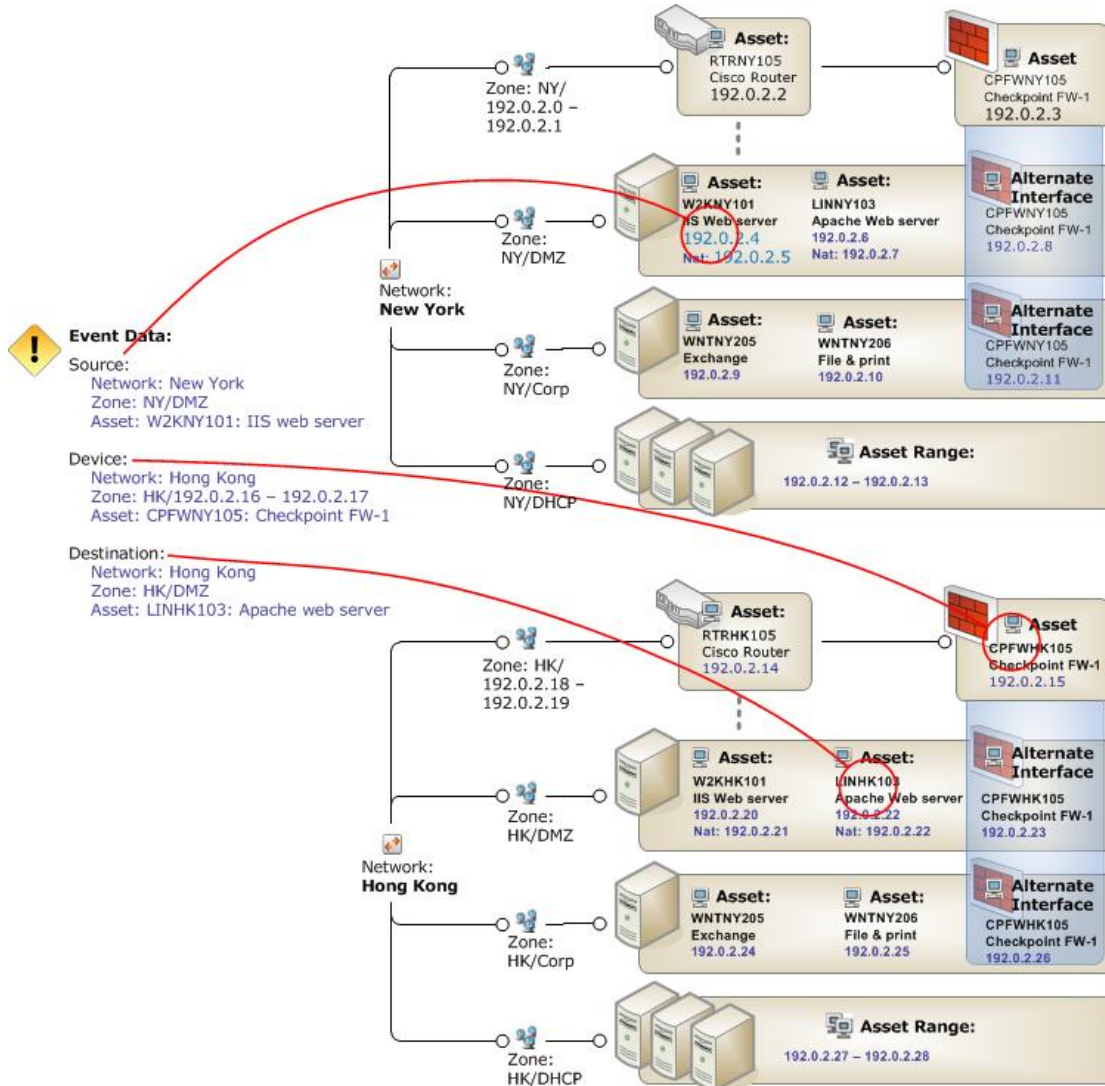 Asset:
RTRNY105
Cisco Router
192.0.2.2
Asset
CPFWNY105
Checkpoint FW-1
192.0.2.3
Zone: NY/
192.0.2.0 –
192.0.2.1
Asset:
W2KNY101
IIS Web server
192.0.2.4
Nat: 192.0.2.5
Asset:
LINNY103
Apache Web server
192.0.2.6
Nat: 192.0.2.7
Alternate
Interface
CPFWNY105
Checkpoint FW-1
192.0.2.8
Zone:
NY/DMZ
Network:
New York
Asset:
WNTNY205
Exchange
192.0.2.9
Asset:
WNTNY206
File & print
192.0.2.10
Alternate
Interface
CPFWNY105
Checkpoint FW-1
192.0.2.11
Zone:
NY/Corp
Zone:
NY/DHCP
Asset Range:
192.0.2.12 – 192.0.2.13
!
Event Data:
Source:
Network: New York
Zone: NY/DMZ
Asset: W2KNY101: IIS web server
Device:
Network: Hong Kong
Zone: HK/192.0.2.16 – 192.0.2.17
Asset: CPFWNY105: Checkpoint FW-1
Destination:
Network: Hong Kong
Zone: HK/DMZ
Asset: LINHK103: Apache web server
Asset:
RTRHK105
Cisco Router
192.0.2.14
Asset
CPFWHK105
Checkpoint FW-1
192.0.2.15
Zone: HK/
192.0.2.18 –
192.0.2.19
Asset:
W2KHK101
IIS Web server
192.0.2.20
Nat: 192.0.2.21
Asset:
LINHK103
Apache Web server
192.0.2.22
Nat: 192.0.2.22
Alternate
Interface
CPFWHK105
Checkpoint FW-1
192.0.2.23
Zone:
HK/DMZ
Network:
Hong Kong
Asset:
WNTNY205
Exchange
192.0.2.24
Asset:
WNTNY206
File & print
192.0.2.25
Alternate
Interface
CPFWHK105
Checkpoint FW-1
192.0.2.26
Zone:
HK/Corp
Zone:
HK/DHCP
Asset Range:
192.0.2.27 – 192.0.2.28